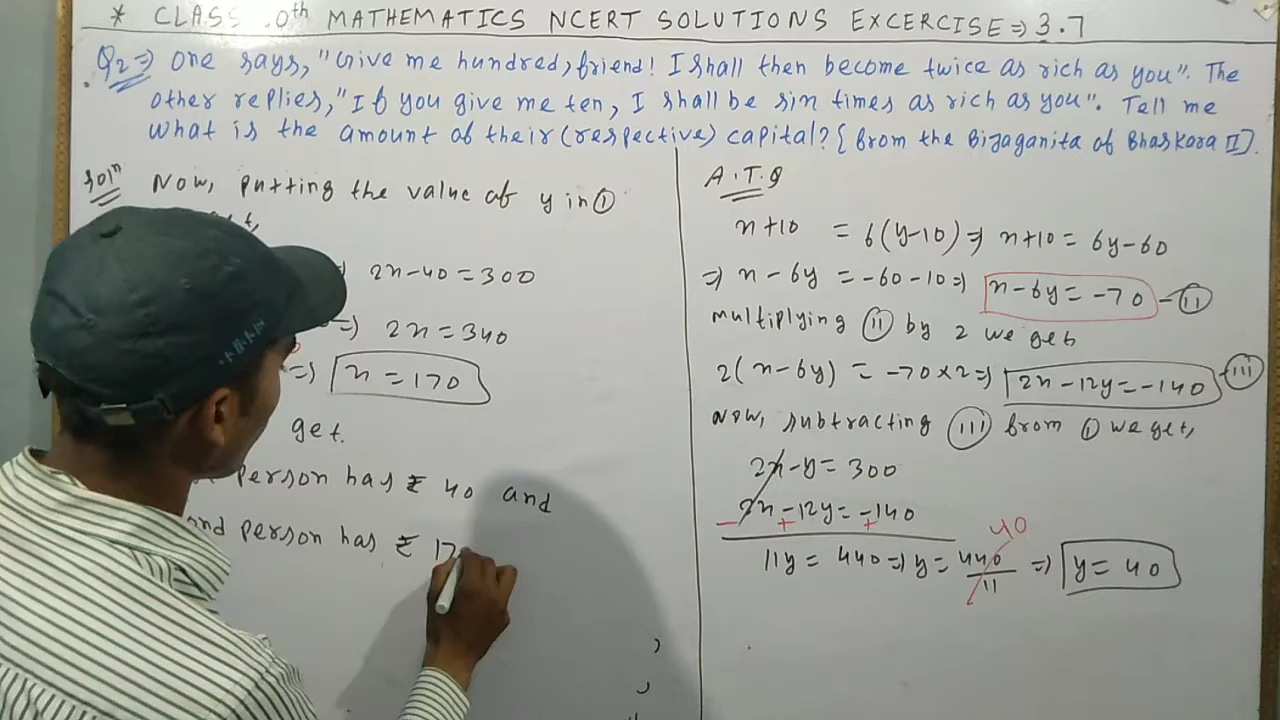 * CLASS 10th MATHEMATICS NCERT SOLUTIONS EXCERCISE ⇒ 3.7
Q2 ⇒ One says, "Give me hundred, friend! I shall then become twice as rich as you". The
other replies, "If you give me ten, I shall be six times as rich as you". Tell me
what is the amount of their (respective) capital? { from the Bijaganita of Bhaskara II }.
Solⁿ Now, putting the value of y in ①
get,
2x - 40 = 300
⇒ 2x = 340
⇒ x = 170
get.
person has ₹ 40 and
ond person has ₹ 17
A.T.Q
x + 10 = 6(y - 10) ⇒ x + 10 = 6y - 60
⇒ x - 6y = -60 - 10 ⇒ x - 6y = -70 - ⓘⓘ
multiplying ⓘⓘ by 2 we get,
2(x - 6y) = -70 × 2 ⇒ 2x - 12y = -140 - ⓘⓘⓘ
Now, subtracting ⓘⓘⓘ from ① we get,
2x - y = 300
2x - 12y = -140
- + +
11y = 440 ⇒ y = 440/11 40 ⇒ y = 40